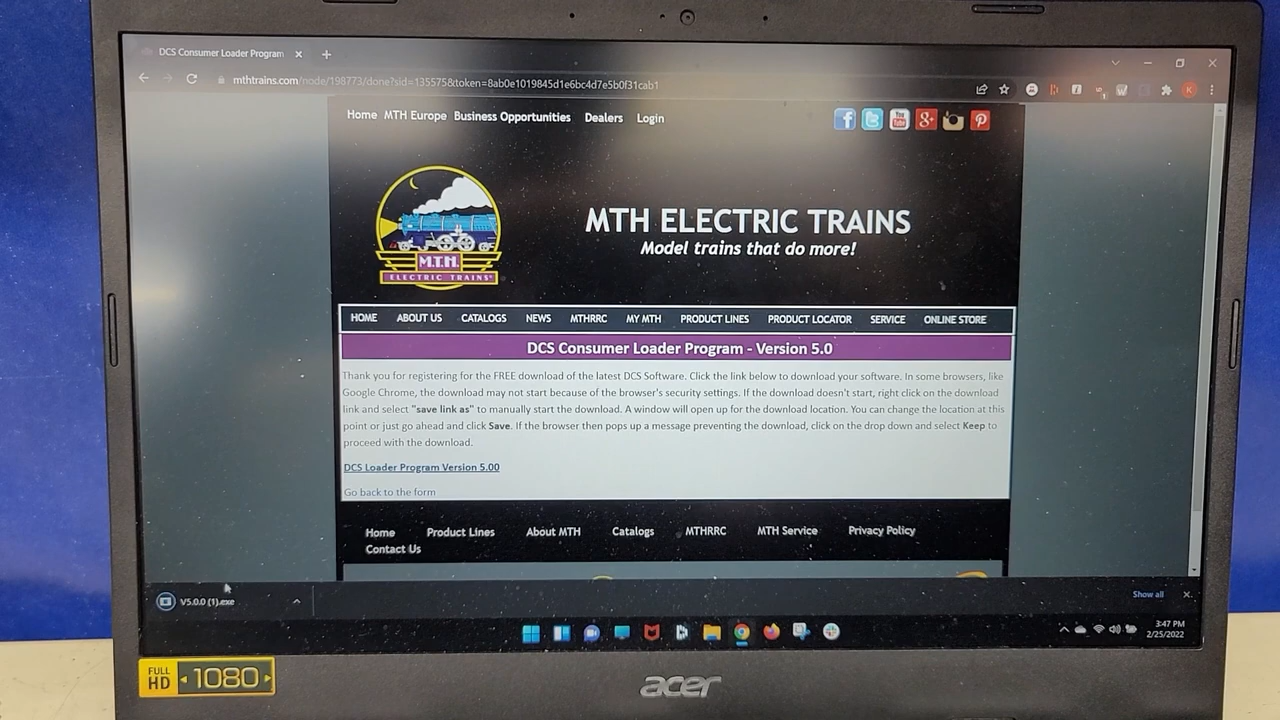 DCS Consumer Loader Program
mthtrains.com/node/198773/done?sid=135575&token=8ab0e1019845d1e6bc4d7e5b0f31cab1
Home MTH Europe Business Opportunities Dealers Login
M.T.H.
ELECTRIC TRAINS
MTH ELECTRIC TRAINS
Model trains that do more!
HOME ABOUT US CATALOGS NEWS MTHRRC MY MTH PRODUCT LINES PRODUCT LOCATOR SERVICE ONLINE STORE
DCS Consumer Loader Program - Version 5.0
Thank you for registering for the FREE download of the latest DCS Software. Click the link below to download your software. In some browsers, like
Google Chrome, the download may not start because of the browser's security settings. If the download doesn't start, right click on the download
link and select "save link as" to manually start the download. A window will open up for the download location. You can change the location at this
point or just go ahead and click Save. If the browser then pops up a message preventing the download, click on the drop down and select Keep to
proceed with the download.
DCS Loader Program Version 5.00
Go back to the form
Home Product Lines About MTH Catalogs MTHRRC MTH Service Privacy Policy
Contact Us
V5.0.0 (1).exe
Show all
3:47 PM
2/25/2022
FULL HD 1080
acer